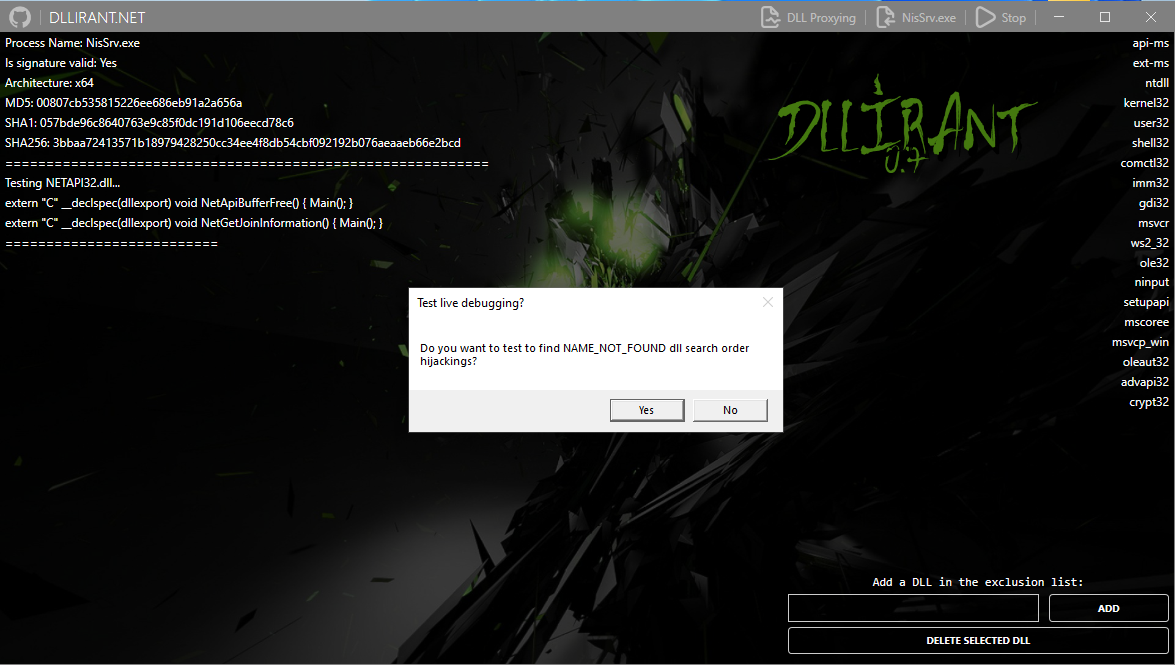 DLLIRANT.NET
DLL Proxying
NisSrv.exe
Stop
Process Name: NisSrv.exe
Is signature valid: Yes
Architecture: x64
MD5: 00807cb535815226ee686eb91a2a656a
SHA1: 057bde96c8640763e9c85f0dc191d106eecd78c6
SHA256: 3bbaa72413571b18979428250cc34ee4f8db54cbf092192b076aeaaeb66e2bcd
===========================================================
Testing NETAPI32.dll...
extern "C" __declspec(dllexport) void NetApiBufferFree() { Main(); }
extern "C" __declspec(dllexport) void NetGetJoinInformation() { Main(); }
==========================
DLLIRANT
0.7
api-ms
ext-ms
ntdll
kernel32
user32
shell32
comctl32
imm32
gdi32
msvcr
ws2_32
ole32
ninput
setupapi
mscoree
msvcp_win
oleaut32
advapi32
crypt32
Test live debugging?
Do you want to test to find NAME_NOT_FOUND dll search order
hijackings?
Yes
No
Add a DLL in the exclusion list:
ADD
DELETE SELECTED DLL